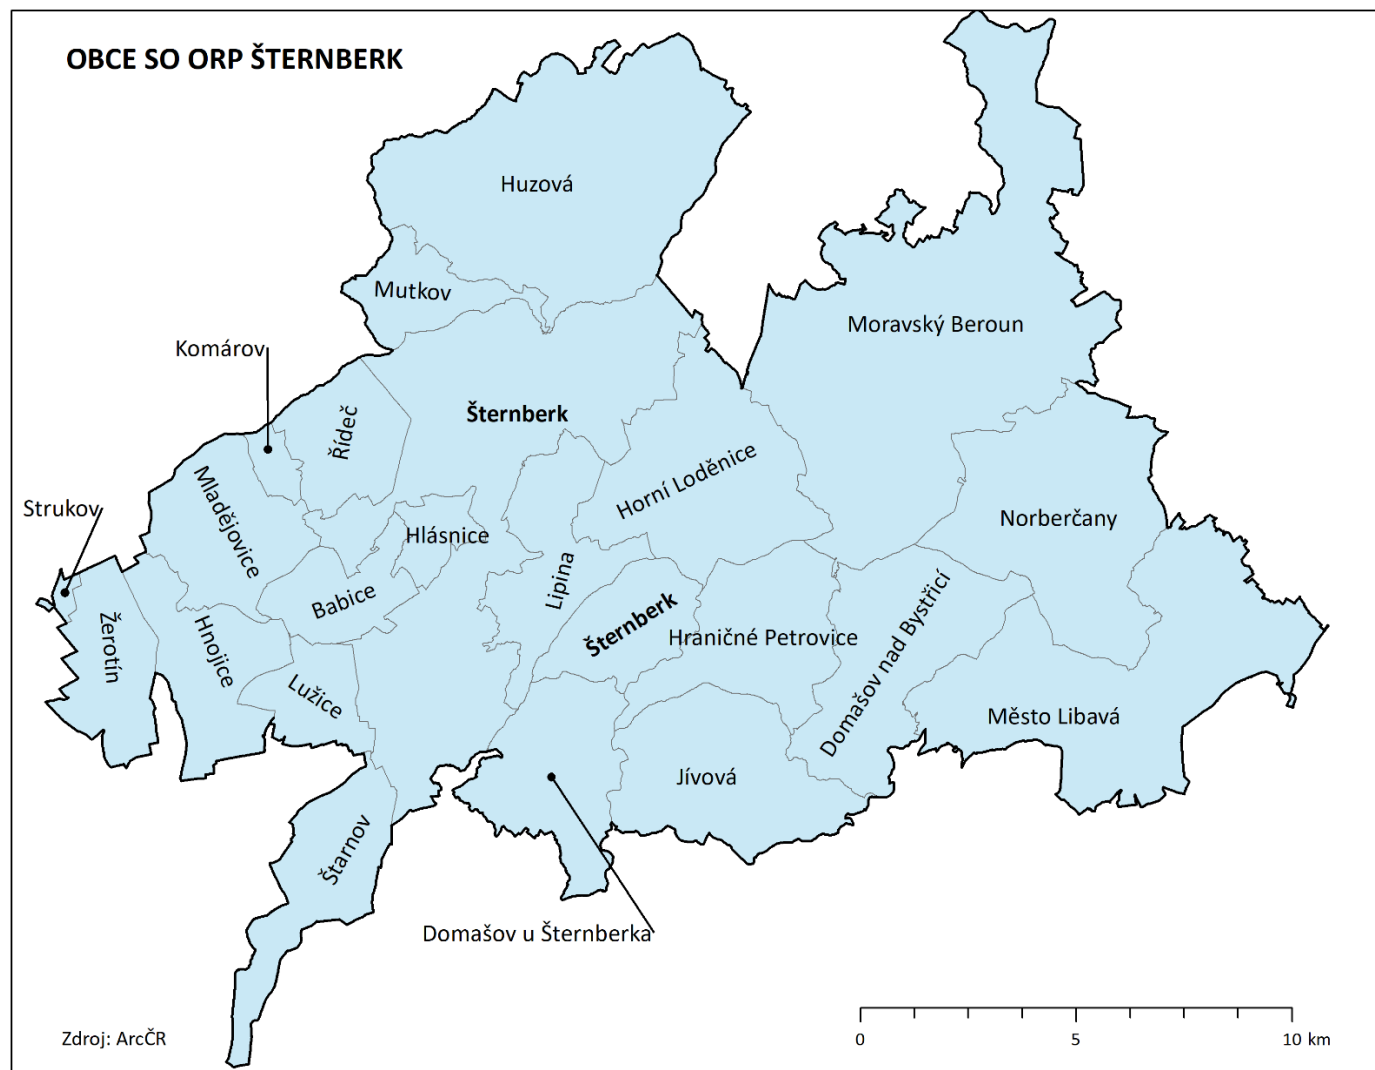 OBCE SO ORP ŠTERNBERK
Huzová
Mutkov
Moravský Beroun
Komárov
Šternberk
Řídeč
Horní Loděnice
Mladějovice
Strukov
Norberčany
Hlásnice
Lipina
Babice
Šternberk
Hraničné Petrovice
Domašov nad Bystřicí
Žerotín
Hnojice
Lužice
Město Libavá
Jívová
Štarnov
Domašov u Šternberka
Zdroj: ArcČR
0 5 10 km